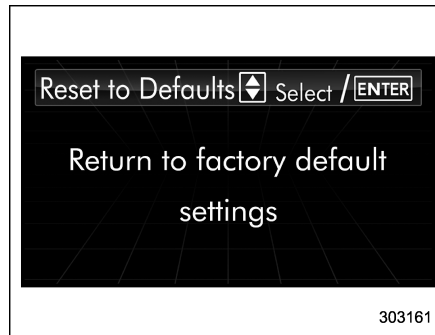 Reset to Defaults Select / ENTER
Return to factory default
settings
303161